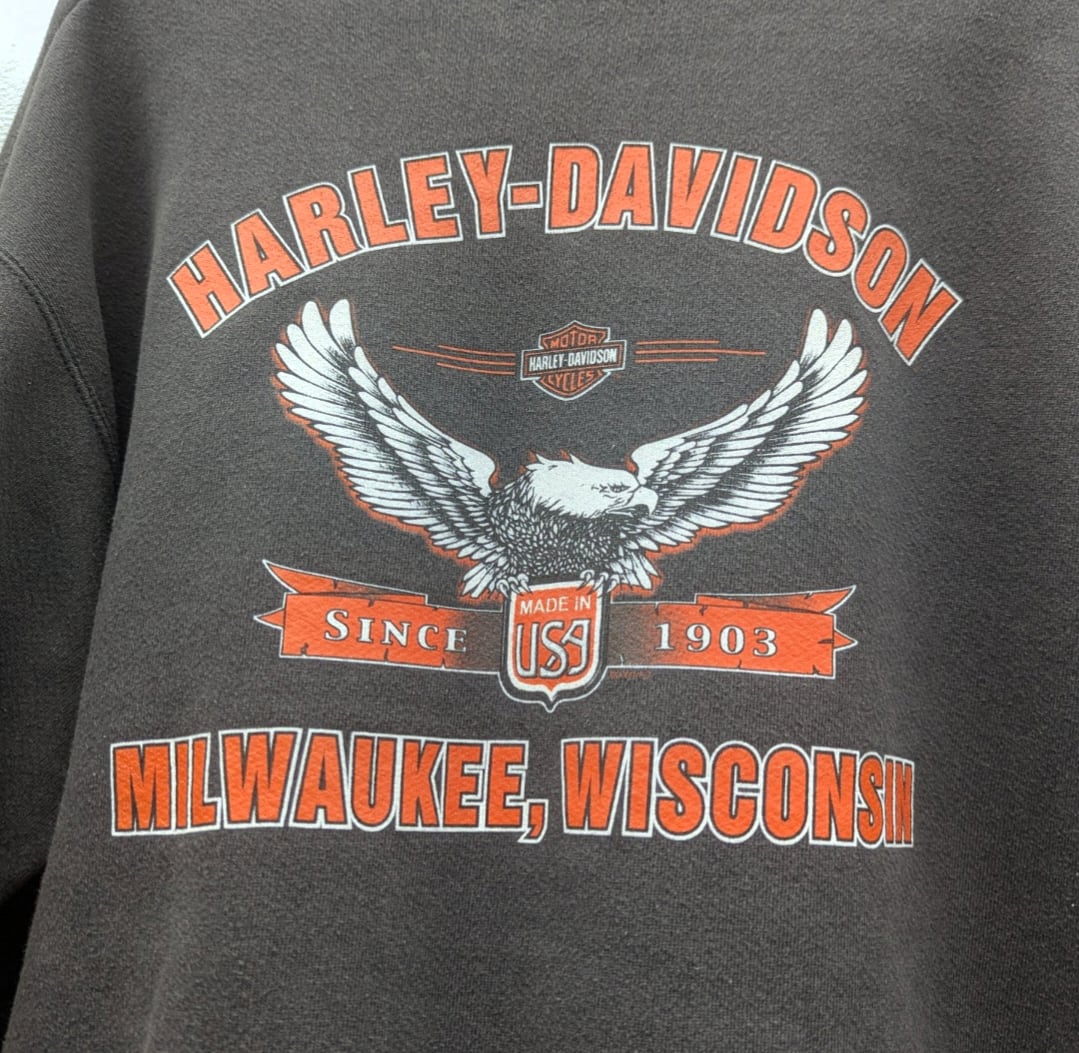 HARLEY-DAVIDSON
MOTOR
HARLEY-DAVIDSON
CYCLES
MADE IN
SINCE USA 1903
MILWAUKEE, WISCONSIN